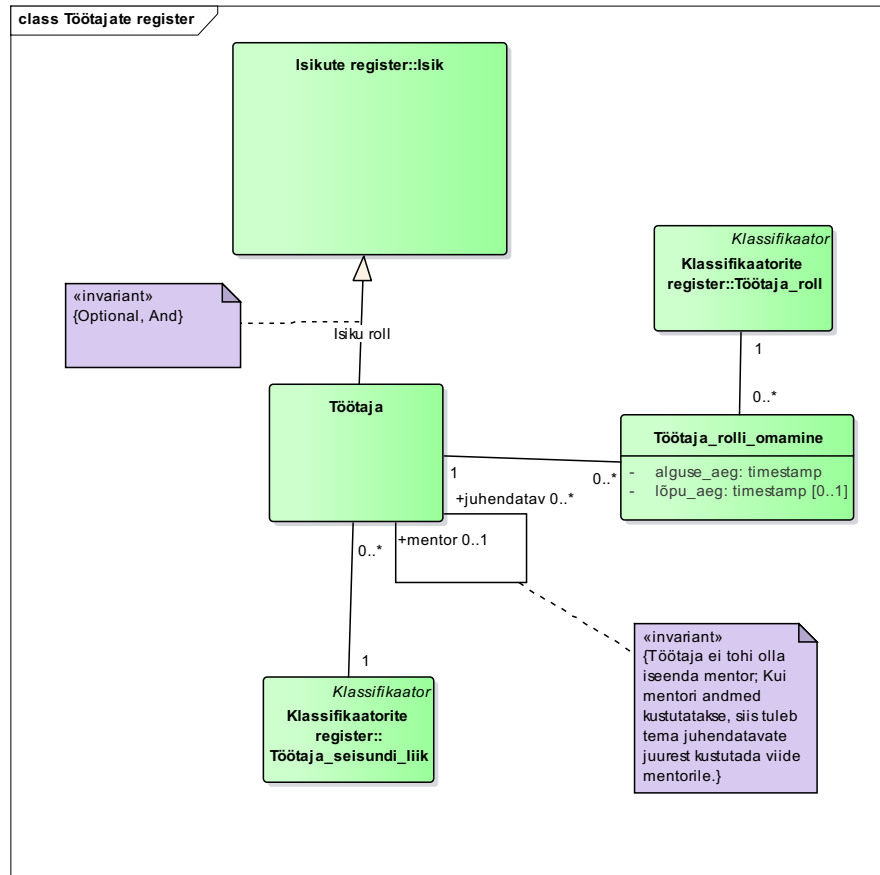 class Töötajate register
Isikute register::Isik
Klassifikaator
Klassifikaatorite
register::Töötaja_roll
«invariant»
{Optional, And}
Isiku roll
1
0..*
Töötaja
Töötaja_rolli_omamine
- alguse_aeg: timestamp
- lõpu_aeg: timestamp [0..1]
1
0..*
+juhendatav 0..*
+mentor 0..1
0..*
1
«invariant»
{Töötaja ei tohi olla
iseenda mentor; Kui
mentori andmed
kustutatakse, siis tuleb
tema juhendatavate
juurest kustutada viide
mentorile.}
Klassifikaator
Klassifikaatorite
register::
Töötaja_seisundi_liik